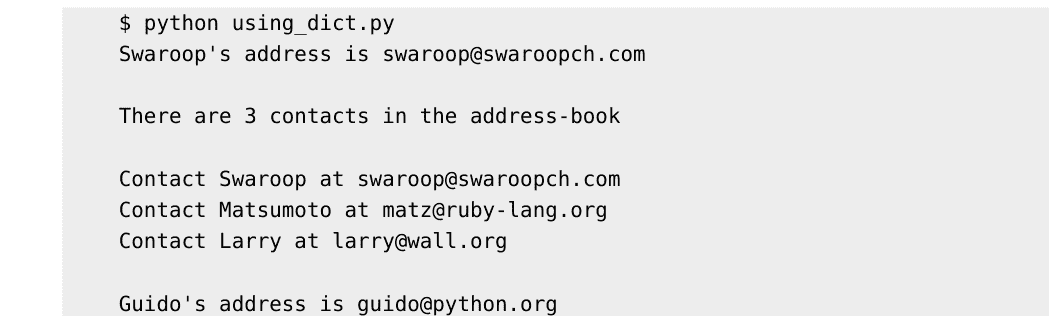 $ python using_dict.py
Swaroop's address is swaroop@swaroopch.com
There are 3 contacts in the address-book
Contact Swaroop at swaroop@swaroopch.com
Contact Matsumoto at matz@ruby-lang.org
Contact Larry at larry@wall.org
Guido's address is guido@python.org